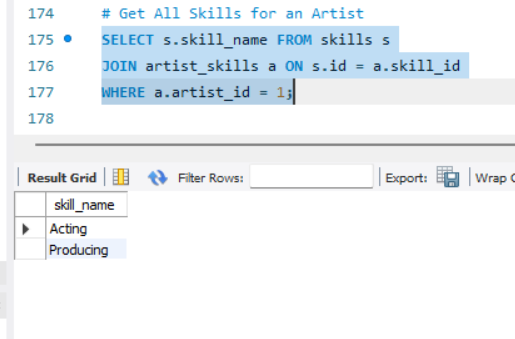 174 # Get All Skills for an Artist
175 SELECT s.skill_name FROM skills s
176 JOIN artist_skills a ON s.id = a.skill_id
177 WHERE a.artist_id = 1;
178
Result Grid Filter Rows: Export: Wrap C
skill_name
Acting
Producing